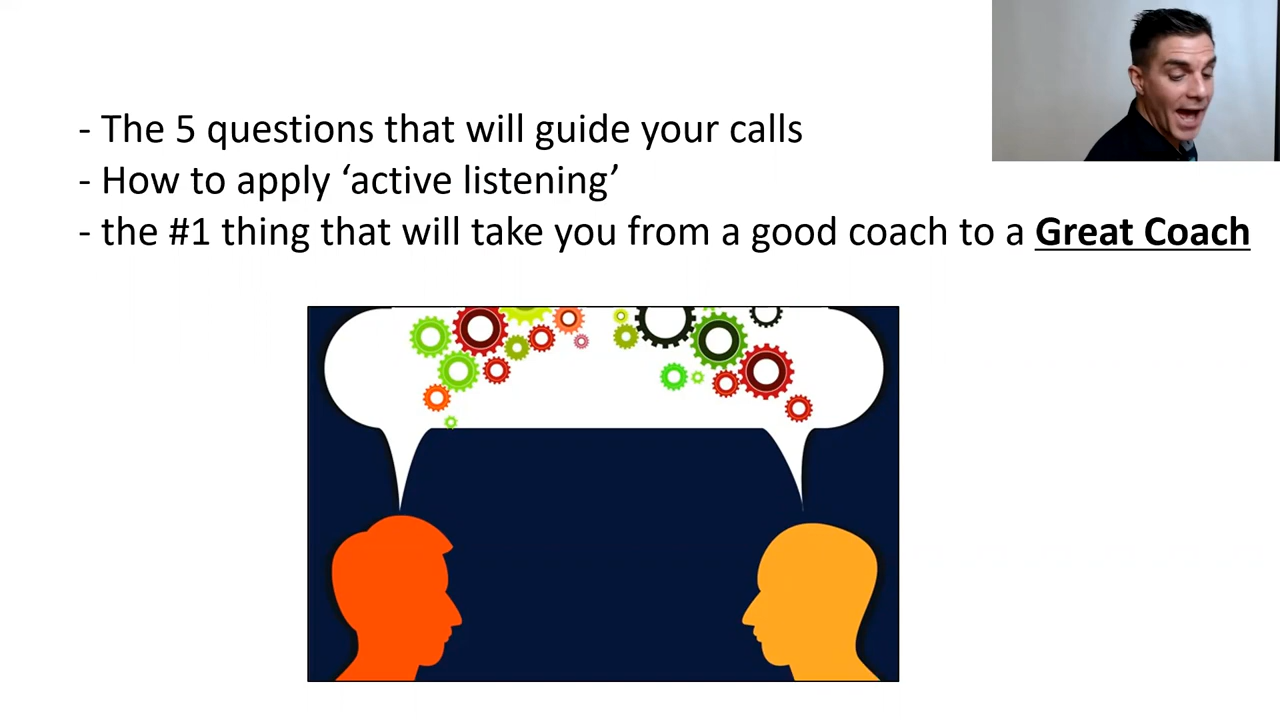 - The 5 questions that will guide your calls
- How to apply ‘active listening’
- the #1 thing that will take you from a good coach to a Great Coach